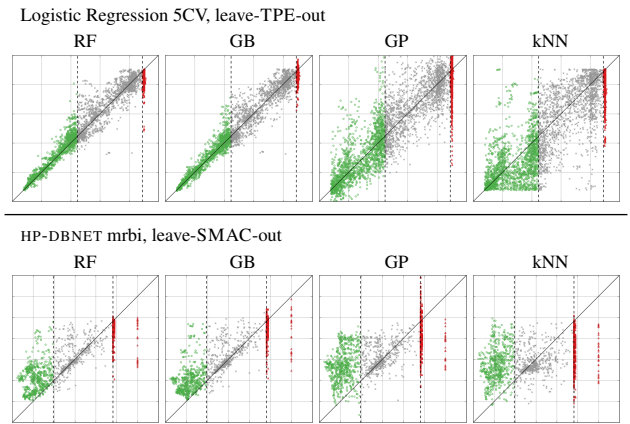 Logistic Regression 5CV, leave-TPE-out
RF GB GP kNN
HP-DBNET mrbi, leave-SMAC-out
RF GB GP kNN